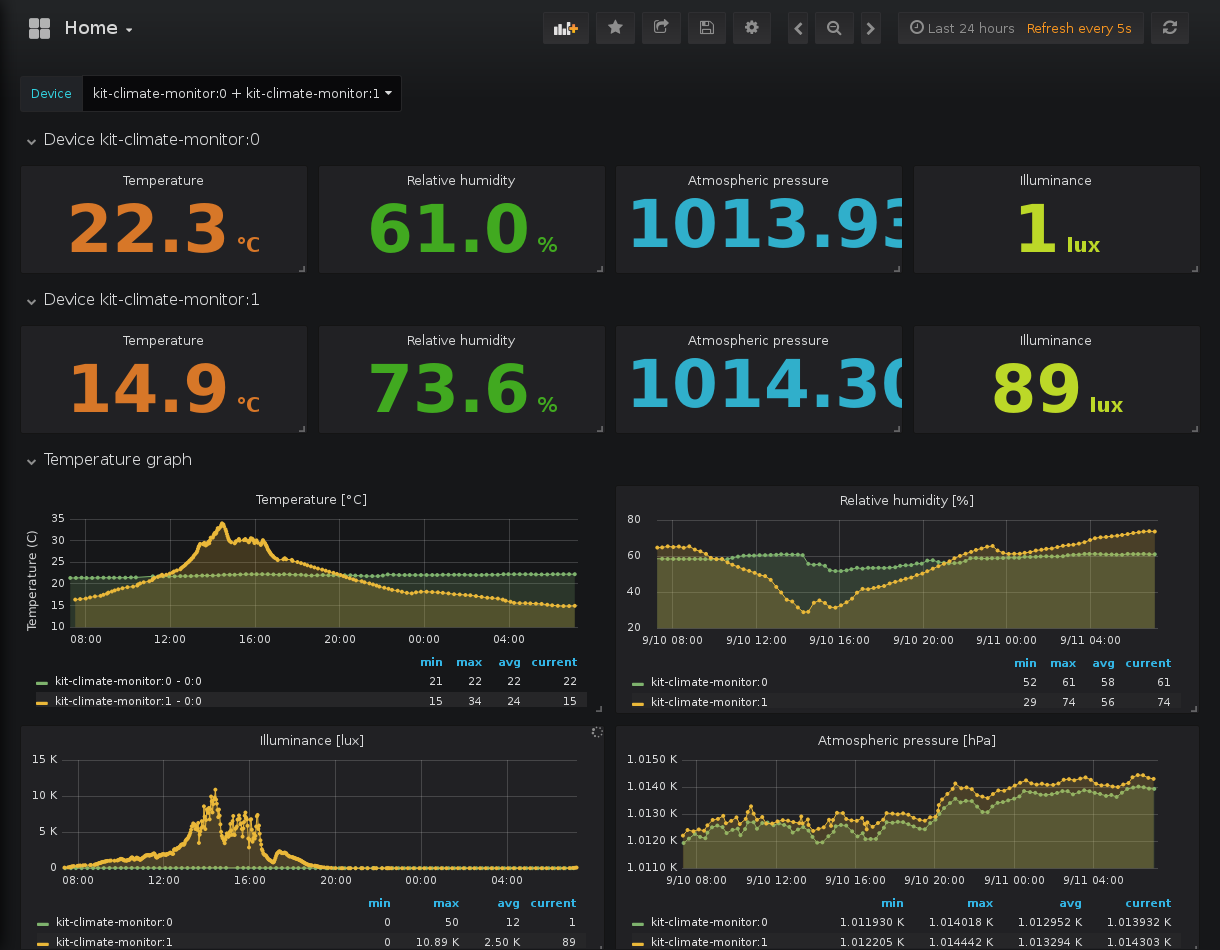 Home
Last 24 hours Refresh every 5s
Device kit-climate-monitor:0 + kit-climate-monitor:1
Device kit-climate-monitor:0
Temperature Relative humidity Atmospheric pressure Illuminance
22.3 °C 61.0 % 1013.93 1 lux
Device kit-climate-monitor:1
Temperature Relative humidity Atmospheric pressure Illuminance
14.9 °C 73.6 % 1014.30 89 lux
Temperature graph
Temperature [°C]
Temperature (C)
35
30
25
20
15
10
08:00 12:00 16:00 20:00 00:00 04:00
min max avg current
kit-climate-monitor:0 - 0:0 21 22 22 22
kit-climate-monitor:1 - 0:0 15 34 24 15
Relative humidity [%]
80
60
40
20
9/10 08:00 9/10 12:00 9/10 16:00 9/10 20:00 9/11 00:00 9/11 04:00
min max avg current
kit-climate-monitor:0 52 61 58 61
kit-climate-monitor:1 29 74 56 74
Illuminance [lux]
15 K
10 K
5 K
0
08:00 12:00 16:00 20:00 00:00 04:00
min max avg current
kit-climate-monitor:0 0 50 12 1
kit-climate-monitor:1 0 10.89 K 2.50 K 89
Atmospheric pressure [hPa]
1.0150 K
1.0140 K
1.0130 K
1.0120 K
1.0110 K
9/10 08:00 9/10 12:00 9/10 16:00 9/10 20:00 9/11 00:00 9/11 04:00
min max avg current
kit-climate-monitor:0 1.011930 K 1.014018 K 1.012952 K 1.013932 K
kit-climate-monitor:1 1.012205 K 1.014442 K 1.013294 K 1.014303 K